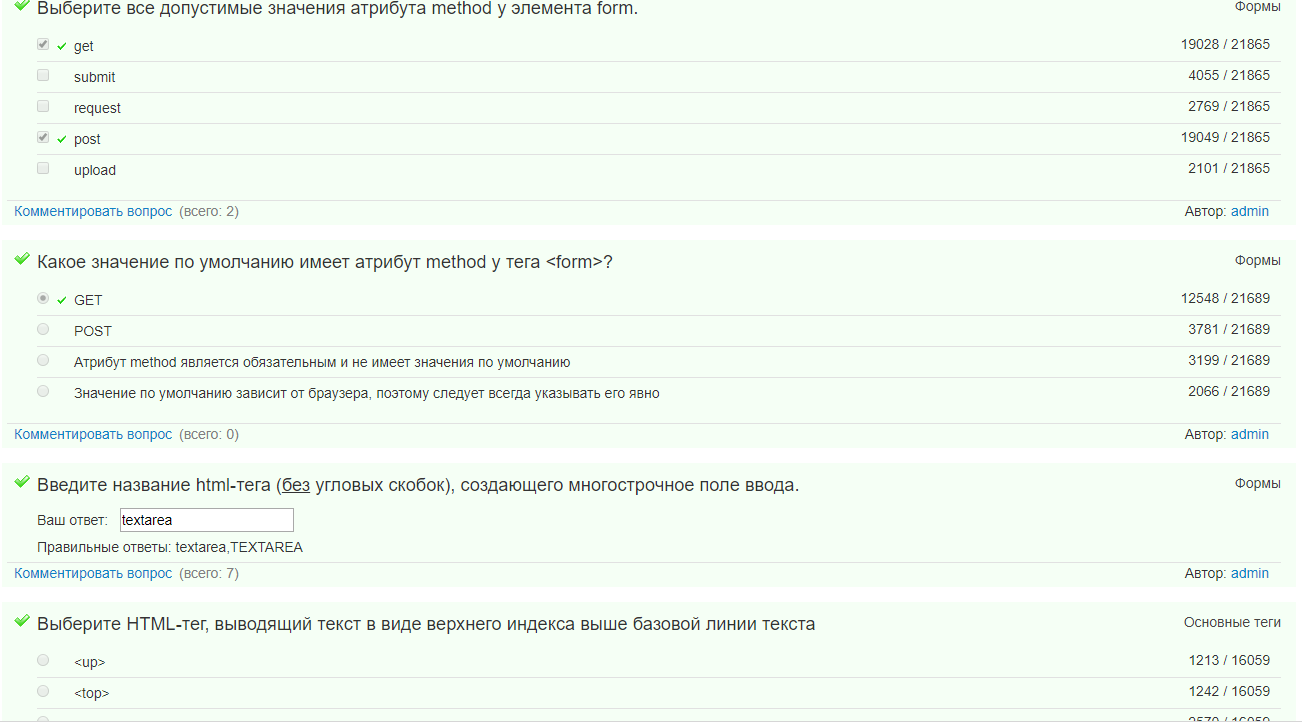 Выберите все допустимые значения атрибута method у элемента form. Формы
get 19028 / 21865
submit 4055 / 21865
request 2769 / 21865
post 19049 / 21865
upload 2101 / 21865
Комментировать вопрос (всего: 2) Автор: admin
Какое значение по умолчанию имеет атрибут method у тега <form>? Формы
GET 12548 / 21689
POST 3781 / 21689
Атрибут method является обязательным и не имеет значения по умолчанию 3199 / 21689
Значение по умолчанию зависит от браузера, поэтому следует всегда указывать его явно 2066 / 21689
Комментировать вопрос (всего: 0) Автор: admin
Введите название html-тега (без угловых скобок), создающего многострочное поле ввода. Формы
Ваш ответ: textarea
Правильные ответы: textarea,TEXTAREA
Комментировать вопрос (всего: 7) Автор: admin
Выберите HTML-тег, выводящий текст в виде верхнего индекса выше базовой линии текста Основные теги
<up> 1213 / 16059
<top> 1242 / 16059